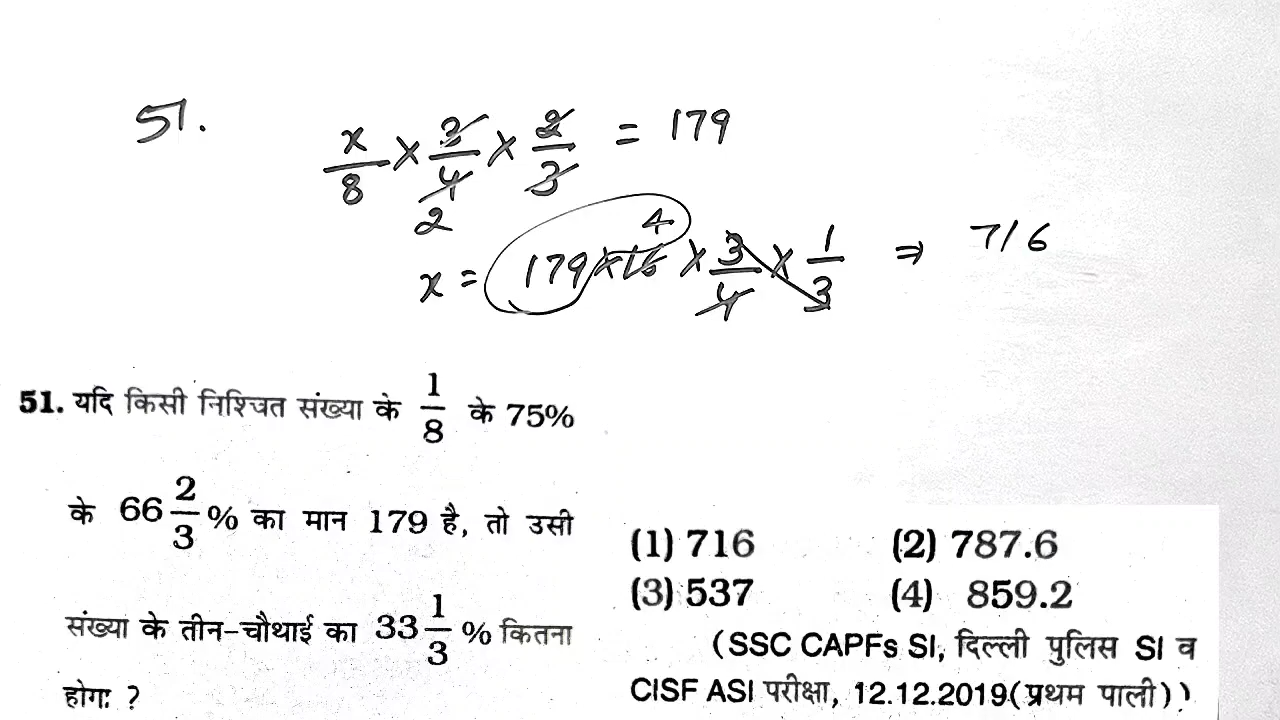 51.
x/8 × 3/4 × 2/3 = 179
2
4
x = 179 × 16 × 3/4 × 1/3 ⇒ 716
51. यदि किसी निश्चित संख्या के 1/8 के 75%
के 66 2/3 % का मान 179 है, तो उसी
संख्या के तीन-चौथाई का 33 1/3 % कितना
होगा ?
(1) 716 (2) 787.6
(3) 537 (4) 859.2
(SSC CAPFs SI, दिल्ली पुलिस SI व
CISF ASI परीक्षा, 12.12.2019(प्रथम पाली))